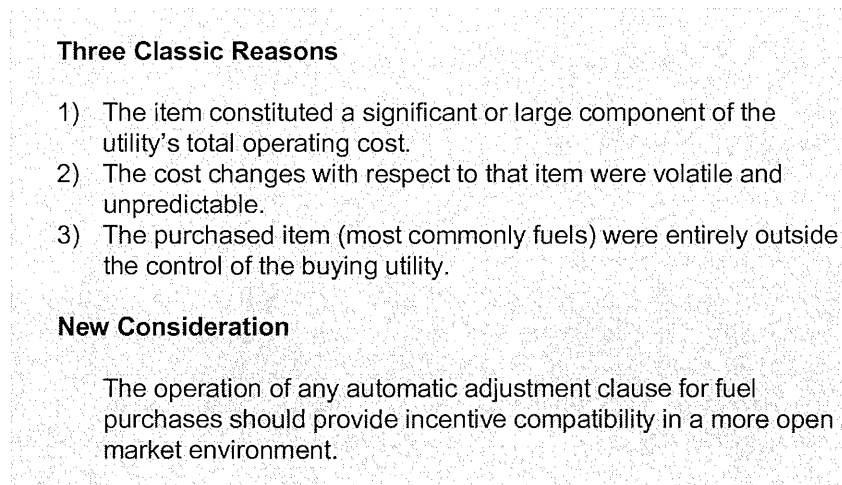 Three Classic Reasons
1) The item constituted a significant or large component of the
utility's total operating cost.
2) The cost changes with respect to that item were volatile and
unpredictable.
3) The purchased item (most commonly fuels) were entirely outside
the control of the buying utility.
New Consideration
The operation of any automatic adjustment clause for fuel
purchases should provide incentive compatibility in a more open
market environment.